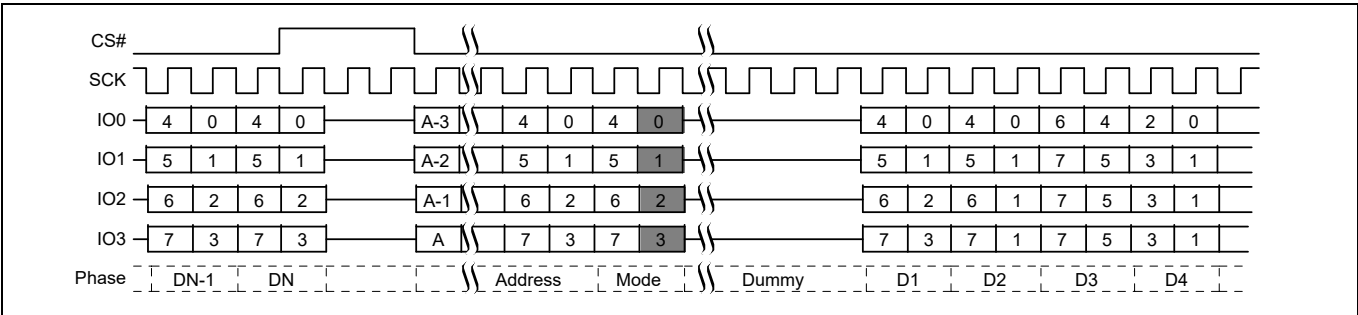 CS#
SCK
IO0 4 0 4 0 A-3 4 0 4 0 4 0 4 0 6 4 2 0
IO1 5 1 5 1 A-2 5 1 5 1 5 1 5 1 7 5 3 1
IO2 6 2 6 2 A-1 6 2 6 2 6 2 6 1 7 5 3 1
IO3 7 3 7 3 A 7 3 7 3 7 3 7 1 7 5 3 1
Phase DN-1 DN Address Mode Dummy D1 D2 D3 D4